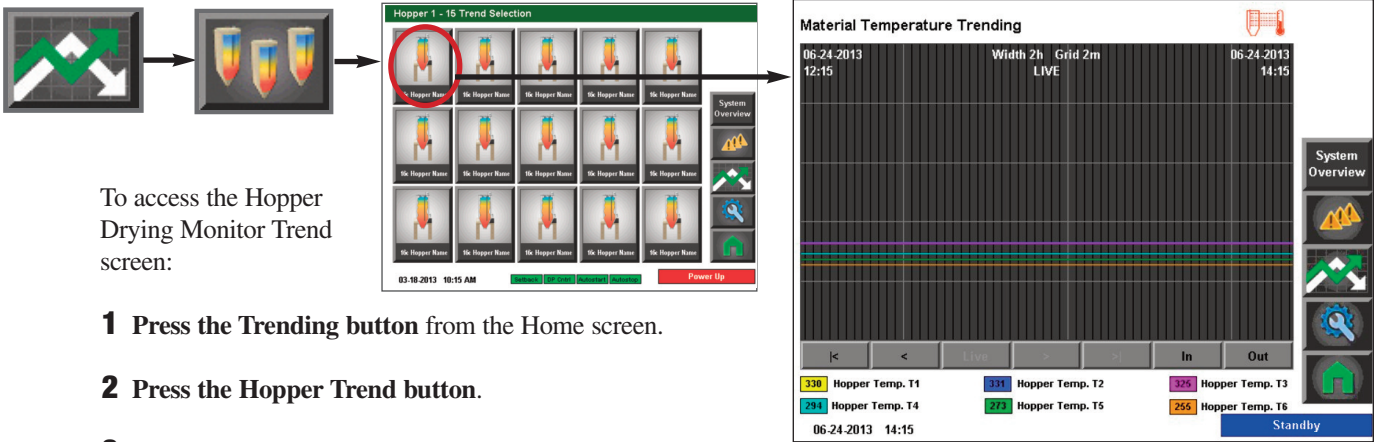 Hopper 1 - 15 Trend Selection
16c Hopper Name 16c Hopper Name 16c Hopper Name 16c Hopper Name 16c Hopper Name
16c Hopper Name 16c Hopper Name 16c Hopper Name 16c Hopper Name 16c Hopper Name
16c Hopper Name 16c Hopper Name 16c Hopper Name 16c Hopper Name 16c Hopper Name
System
Overview
03-18-2013 10:15 AM Setback DP Cntrl Autostart Autostop Power Up
Material Temperature Trending
06-24-2013 Width 2h Grid 2m 06-24-2013
12:15 LIVE 14:15
System
Overview
|< < Live > >| In Out
330 Hopper Temp. T1 331 Hopper Temp. T2 325 Hopper Temp. T3
294 Hopper Temp. T4 273 Hopper Temp. T5 255 Hopper Temp. T6
06-24-2013 14:15 Standby
To access the Hopper
Drying Monitor Trend
screen:
1 Press the Trending button from the Home screen.
2 Press the Hopper Trend button.